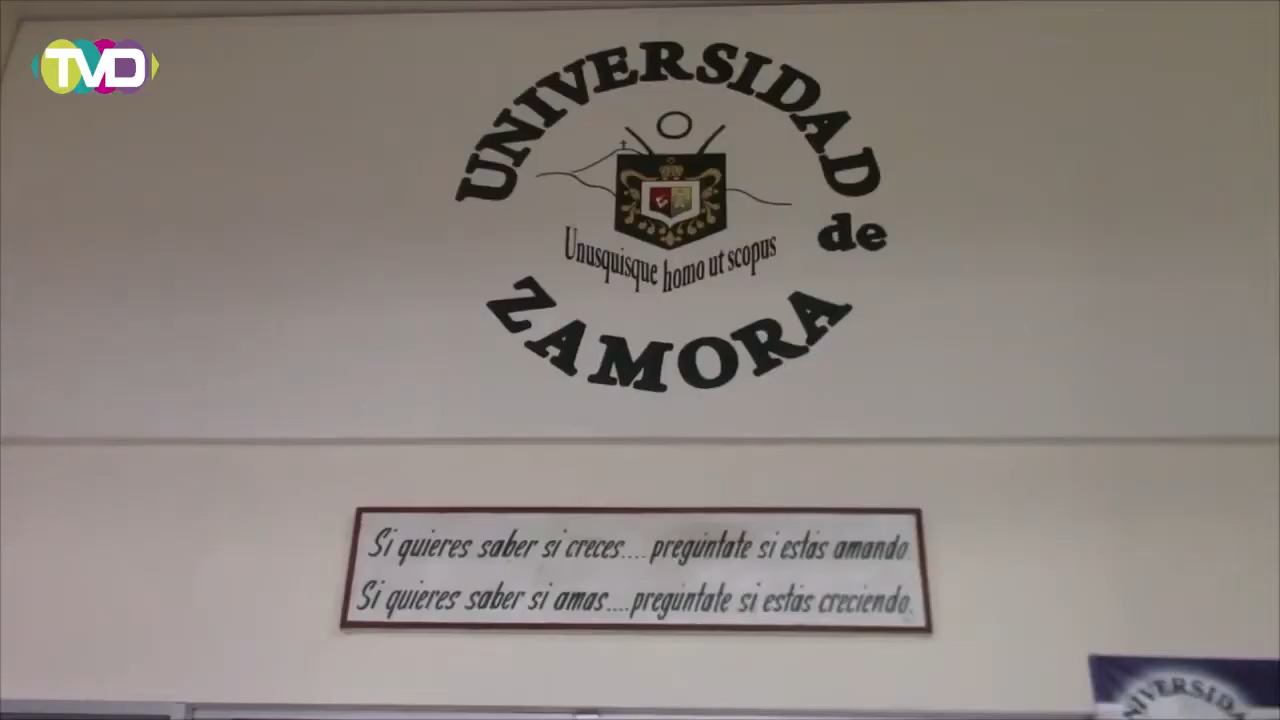 TVD
UNIVERSIDAD
de
ZAMORA
Unusquisque homo ut scopus
Si quieres saber si creces.... pregúntate si estás amando
Si quieres saber si amas.... pregúntate si estás creciendo.